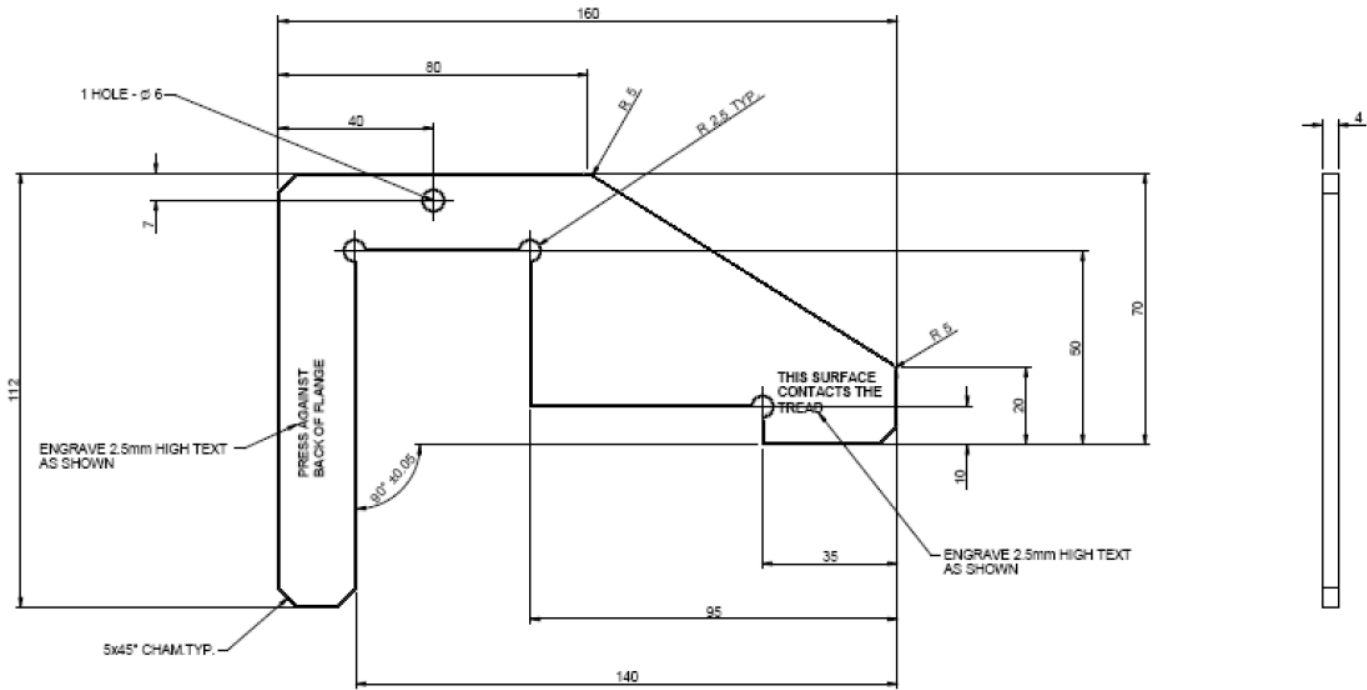 160
80
1 HOLE - ø 6
40
R 5
R 2.5 TYP.
4
7
112
70
50
R 5
20
10
THIS SURFACE
CONTACTS THE
TREAD
PRESS AGAINST
BACK OF FLANGE
ENGRAVE 2.5mm HIGH TEXT
AS SHOWN
90° ±0.05
35
ENGRAVE 2.5mm HIGH TEXT
AS SHOWN
95
5x45° CHAM.TYP.
140